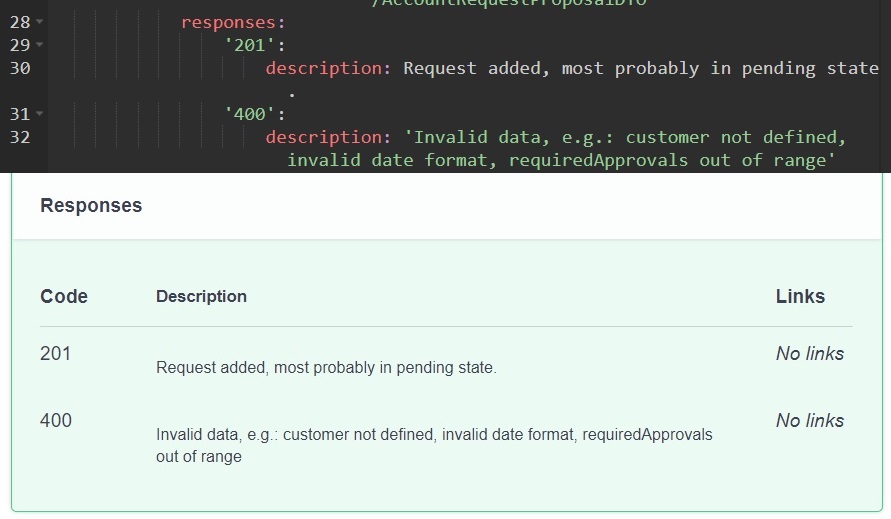 /AccountRequestProposalDTO
28 responses:
29 '201':
30 description: Request added, most probably in pending state
.
31 '400':
32 description: 'Invalid data, e.g.: customer not defined,
invalid date format, requiredApprovals out of range'
Responses
Code Description Links
201 Request added, most probably in pending state. No links
400 Invalid data, e.g.: customer not defined, invalid date format, requiredApprovals No links
out of range